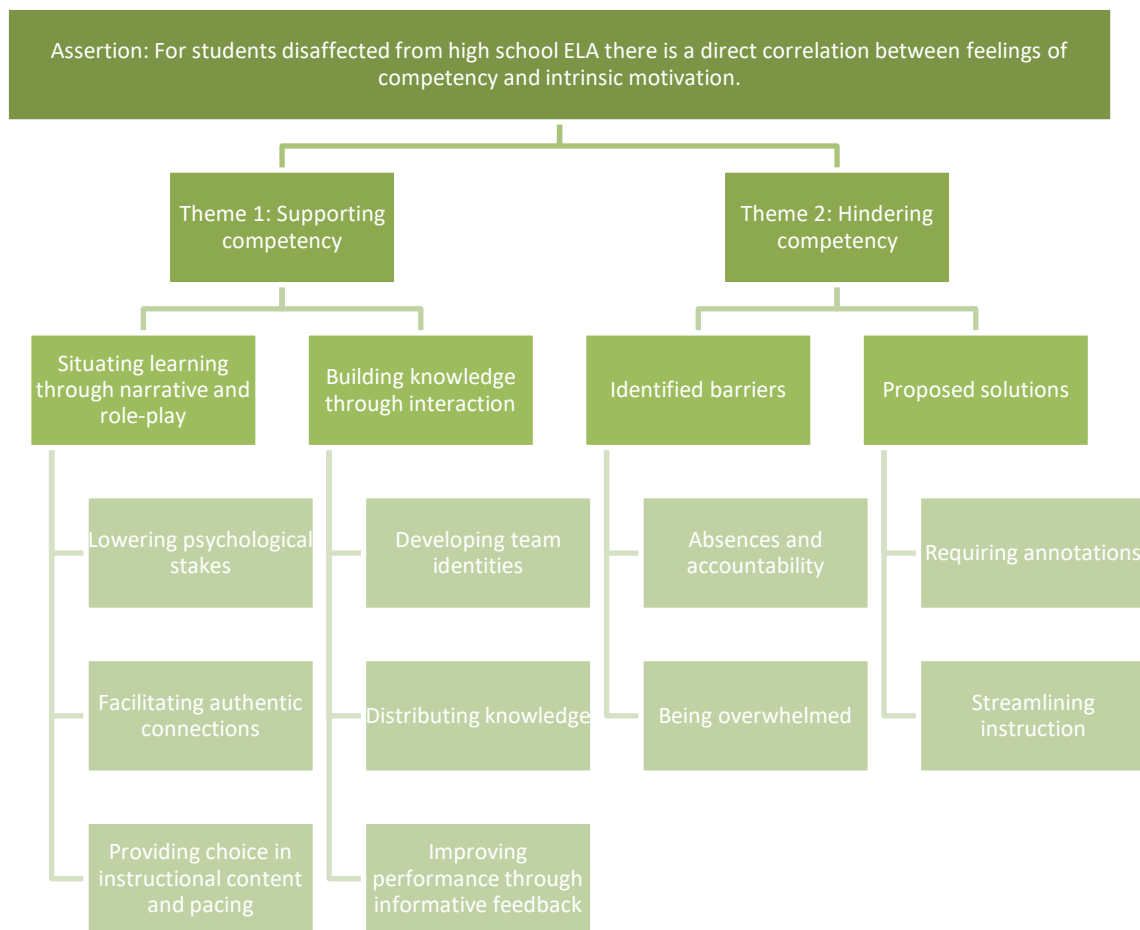 Assertion: For students disaffected from high school ELA there is a direct correlation between feelings of
competency and intrinsic motivation.
Theme 1: Supporting
competency
Theme 2: Hindering
competency
Situating learning
through narrative and
role-play
Building knowledge
through interaction
Identified barriers
Proposed solutions
Lowering psychological
stakes
Developing team
identities
Absences and
accountability
Requiring annotations
Facilitating authentic
connections
Distributing knowledge
Being overwhelmed
Streamlining
instruction
Providing choice in
instructional content
and pacing
Improving
performance through
informative feedback